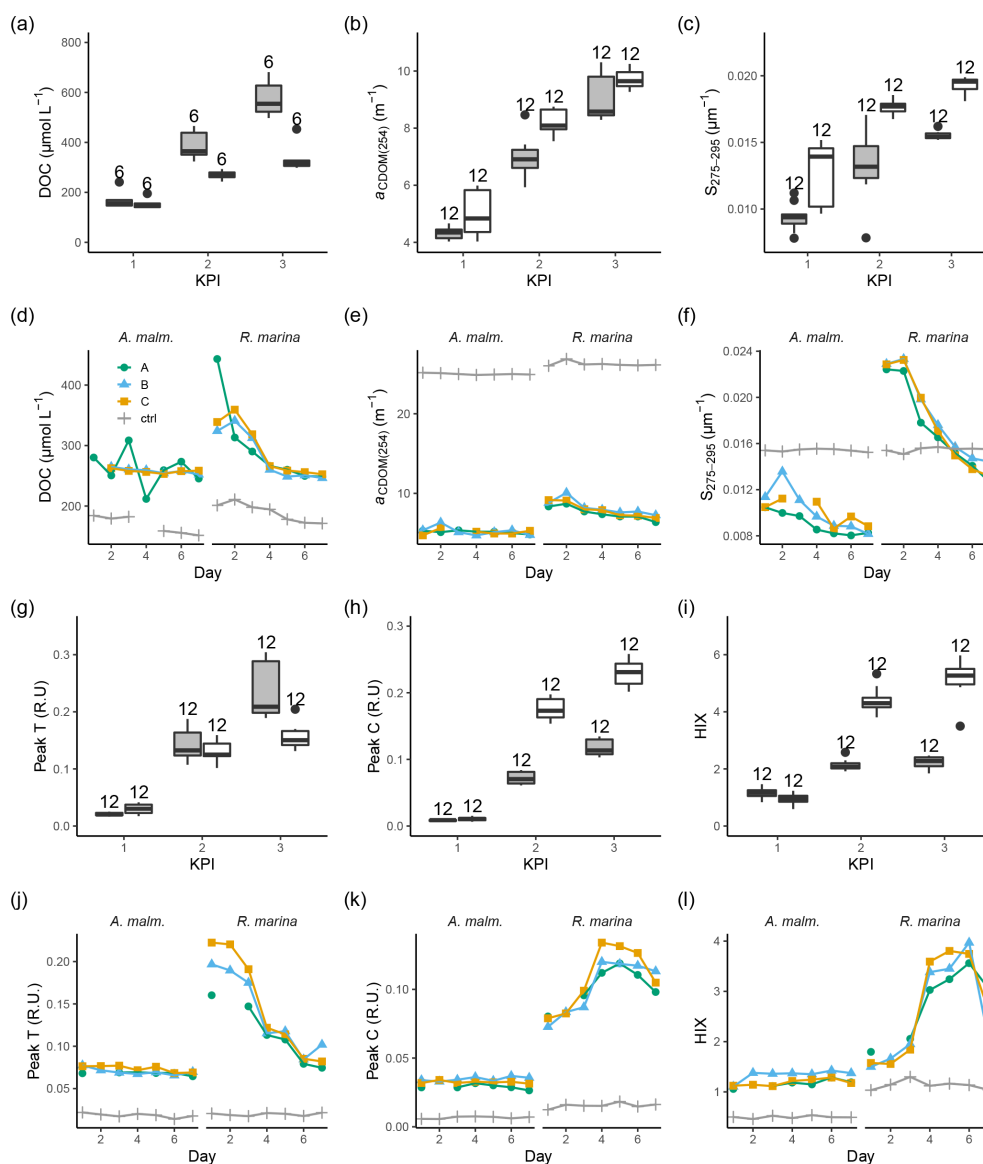 (a)
DOC (µmol L⁻¹)
800
600
400
200
0
6
6
6
6
6
6
1
2
3
KPI
(b)
aCDOM(254) (m⁻¹)
10
8
6
4
12
12
12
12
12
12
1
2
3
KPI
(c)
S275−295 (µm⁻¹)
0.020
0.015
0.010
12
12
12
12
12
12
1
2
3
KPI
(d)
A. malm.
R. marina
DOC (µmol L⁻¹)
400
300
200
A
B
C
ctrl
2
4
6
2
4
6
Day
(e)
A. malm.
R. marina
aCDOM(254) (m⁻¹)
20
10
2
4
6
2
4
6
Day
(f)
A. malm.
R. marina
S275−295 (µm⁻¹)
0.024
0.020
0.016
0.012
0.008
2
4
6
2
4
6
Day
(g)
Peak T (R.U)
0.3
0.2
0.1
0.0
12
12
12
12
12
12
1
2
3
KPI
(h)
Peak C (R.U)
0.3
0.2
0.1
0.0
12
12
12
12
12
12
1
2
3
KPI
(i)
HIX
6
4
2
0
12
12
12
12
12
12
1
2
3
KPI
(j)
A. malm.
R. marina
Peak T (R.U.)
0.20
0.15
0.10
0.05
2
4
6
2
4
6
Day
(k)
A. malm.
R. marina
Peak C (R.U.)
0.10
0.05
0.00
2
4
6
2
4
6
Day
(l)
A. malm.
R. marina
HIX
4
3
2
1
2
4
6
2
4
6
Day